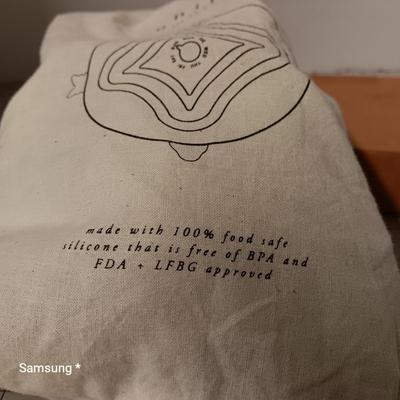 made with 100% food safe
silicone that is free of BPA and
FDA + LFBG approved
Samsung *